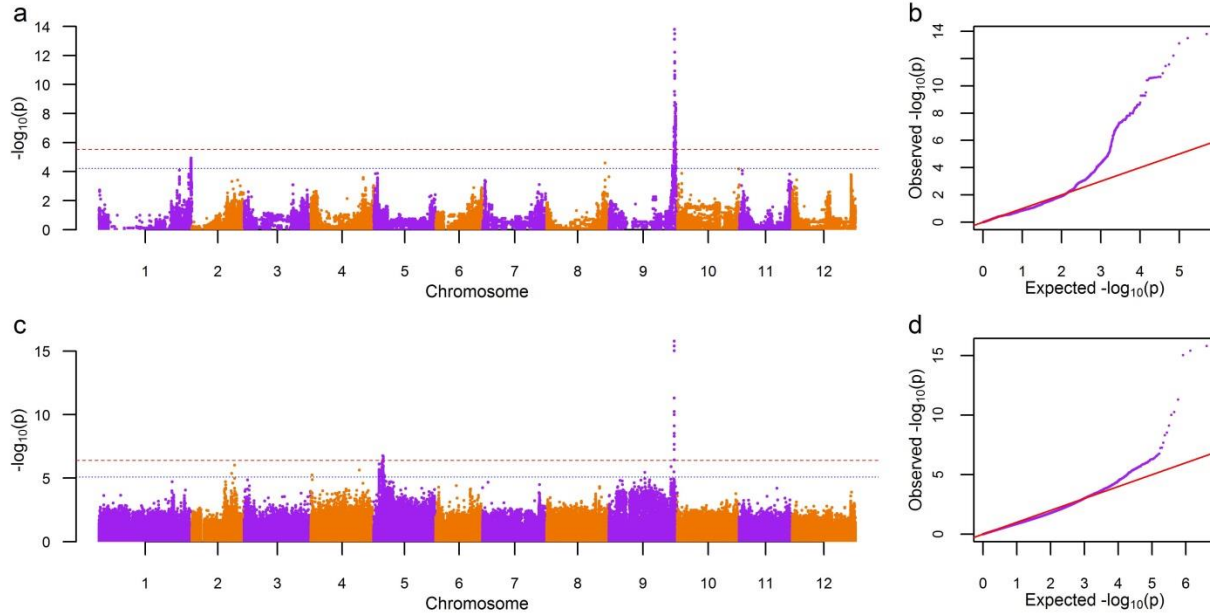 a
14
12
10
8
6
4
2
0
-log10(p)
1 2 3 4 5 6 7 8 9 10 11 12
Chromosome
b
14
10
6
4
2
0
Observed -log10(p)
0 1 2 3 4 5
Expected -log10(p)
c
15
10
5
0
-log10(p)
1 2 3 4 5 6 7 8 9 10 11 12
Chromosome
d
15
10
5
0
Observed -log10(p)
0 1 2 3 4 5 6
Expected -log10(p)